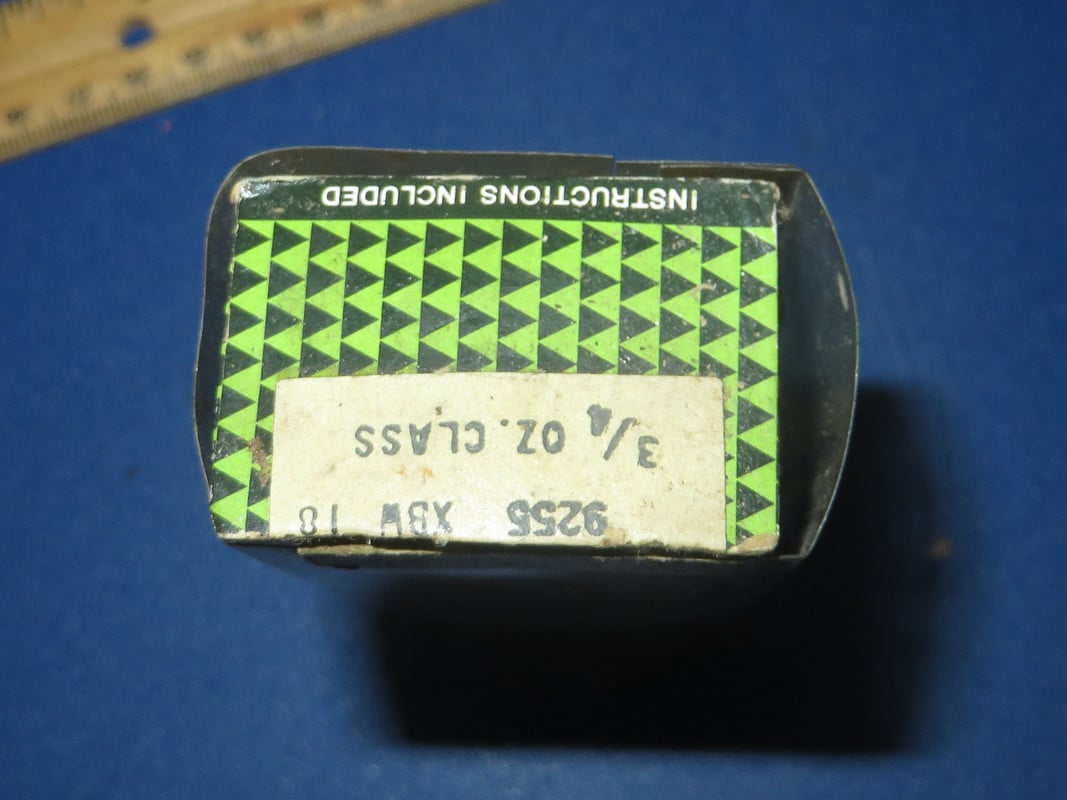 9255 XBW 18
3/4 OZ. CLASS
INSTRUCTIONS INCLUDED